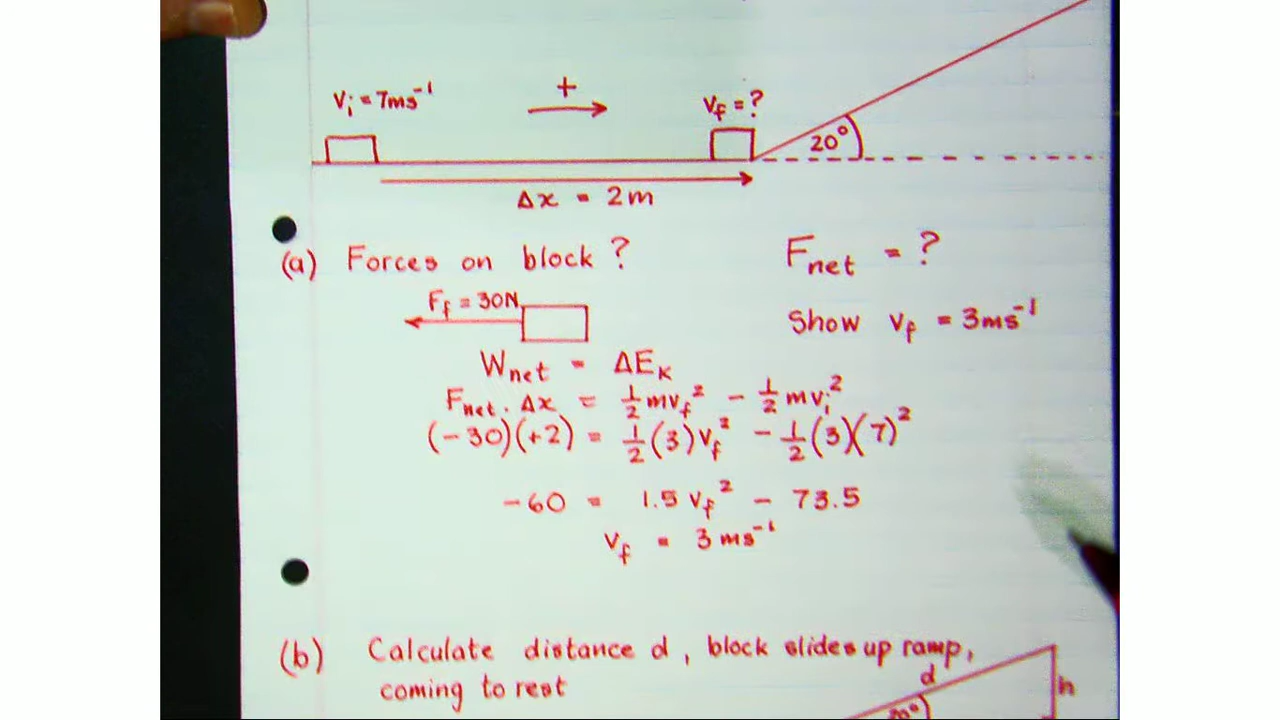 Vi = 7ms⁻¹
+
Vf = ?
20°
Δx = 2m
(a) Forces on block ?
Fnet = ?
Ff = 30N
Show Vf = 3ms⁻¹
Wnet = ΔEK
Fnet . Δx = ½mvf² − ½mvi²
(−30)(+2) = ½(3)Vf² − ½(3)(7)²
−60 = 1.5 Vf² − 73.5
Vf = 3 ms⁻¹
(b) Calculate distance d, block slides up ramp,
coming to rest
d
h
20°